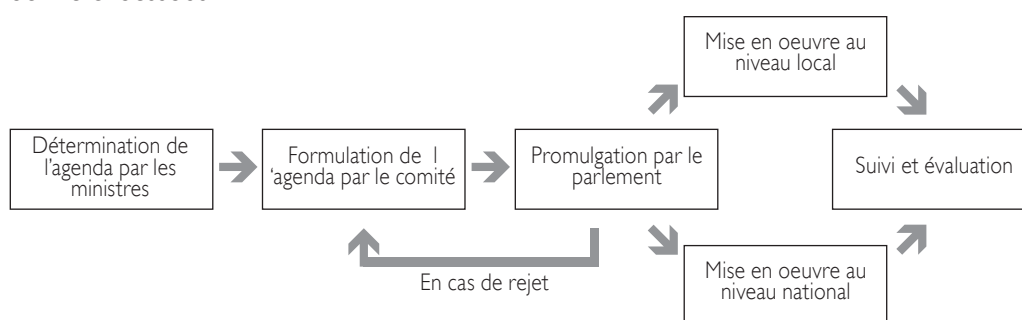 Mise en oeuvre au
niveau local
Détermination de
l'agenda par les
ministres
Formulation de l
'agenda par le comité
Promulgation par le
parlement
Suivi et évaluation
En cas de rejet
Mise en oeuvre au
niveau national